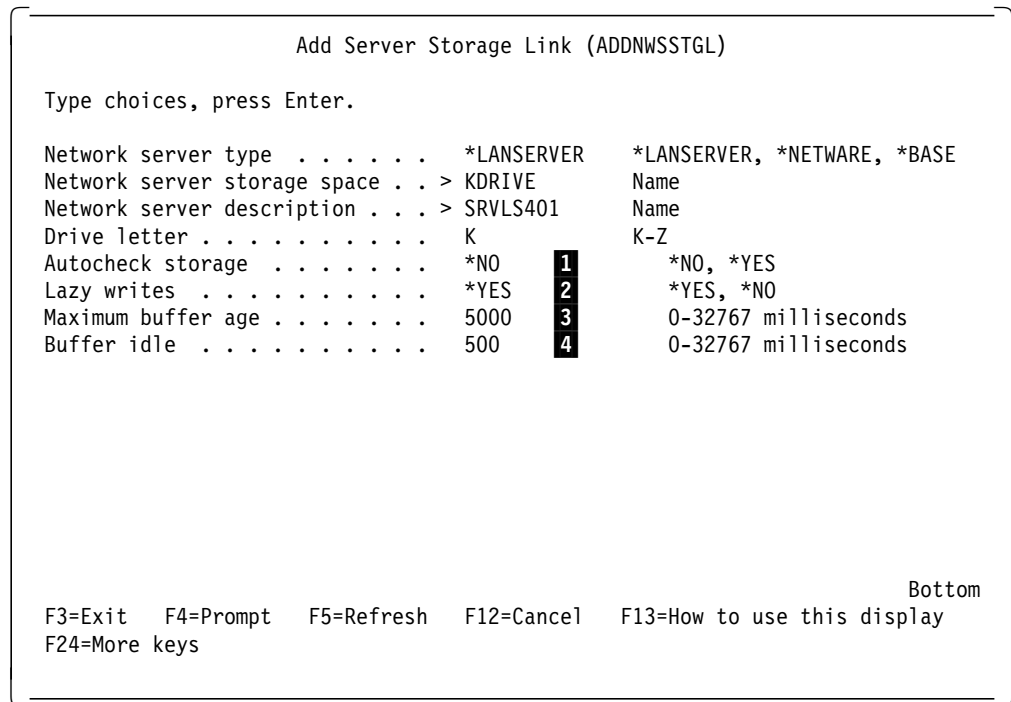 Add Server Storage Link (ADDNWSSTGL)
Type choices, press Enter.
Network server type . . . . . . *LANSERVER *LANSERVER, *NETWARE, *BASE
Network server storage space . . > KDRIVE Name
Network server description . . . > SRVLS401 Name
Drive letter . . . . . . . . . . K K-Z
Autocheck storage . . . . . . . *NO 1 *NO, *YES
Lazy writes . . . . . . . . . . *YES 2 *YES, *NO
Maximum buffer age . . . . . . . 5000 3 0-32767 milliseconds
Buffer idle . . . . . . . . . . 500 4 0-32767 milliseconds
Bottom
F3=Exit F4=Prompt F5=Refresh F12=Cancel F13=How to use this display
F24=More keys